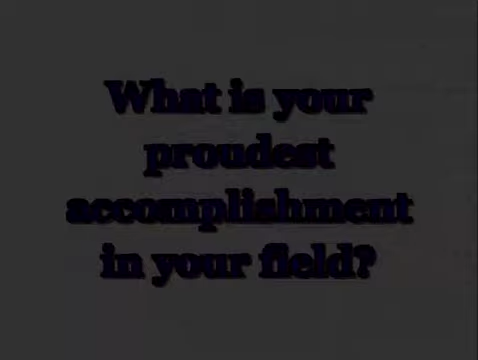 What is your
proudest
accomplishment
in your field?